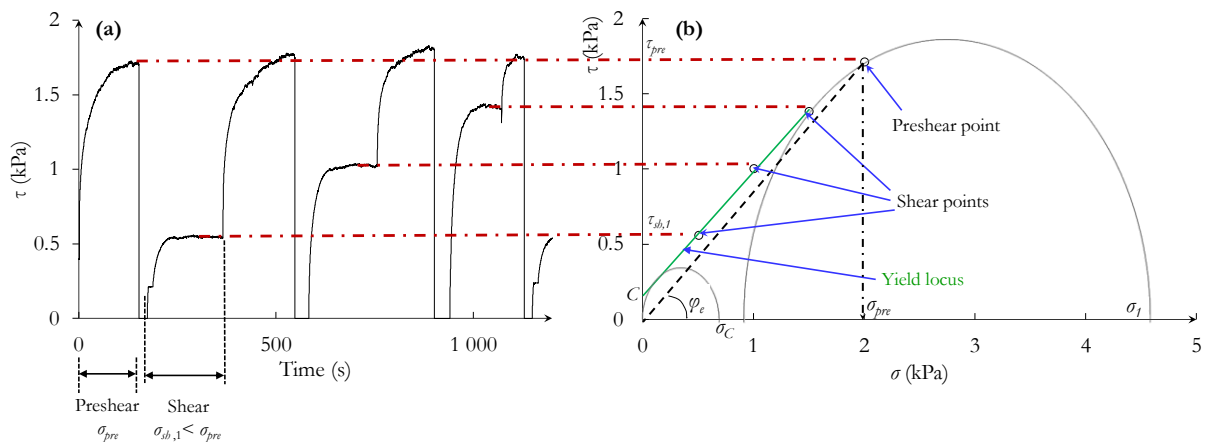 (a)
2
1.5
1
0.5
0
τ (kPa)
0
500
1 000
Time (s)
Preshear
σpre
Shear
σsh,1< σpre
(b)
2
τpre
1.5
1
τsh,1
0.5
0
τ (kPa)
C
φe
σC
σpre
σ1
Preshear point
Shear points
Yield locus
0
1
2
3
4
5
σ (kPa)